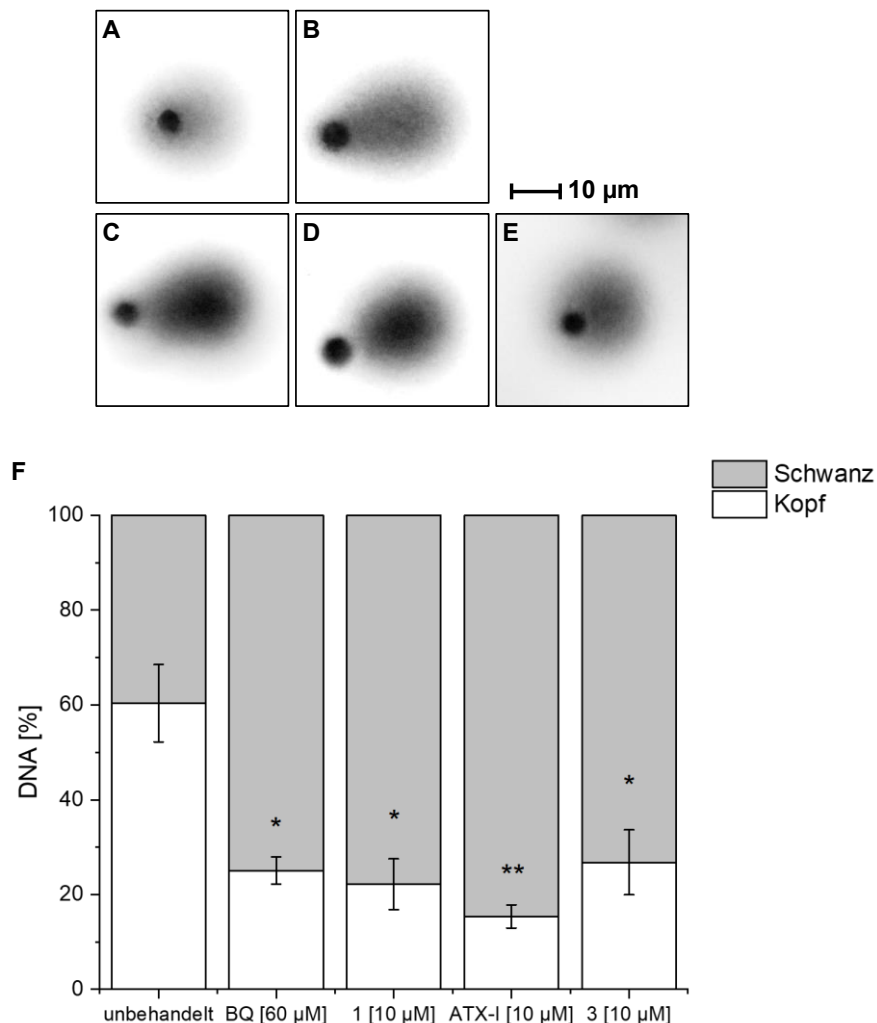 A
B
10 µm
C
D
E
F
Schwanz
Kopf
100
80
60
40
20
0
DNA [%]
*
*
**
*
unbehandelt
BQ [60 µM]
1 [10 µM]
ATX-I [10 µM]
3 [10 µM]